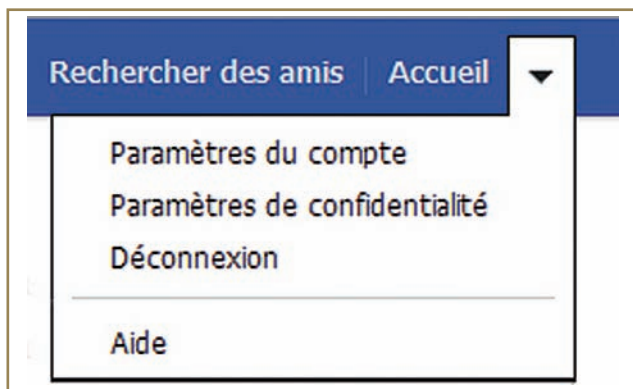 Rechercher des amis Accueil
Paramètres du compte
Paramètres de confidentialité
Déconnexion
Aide